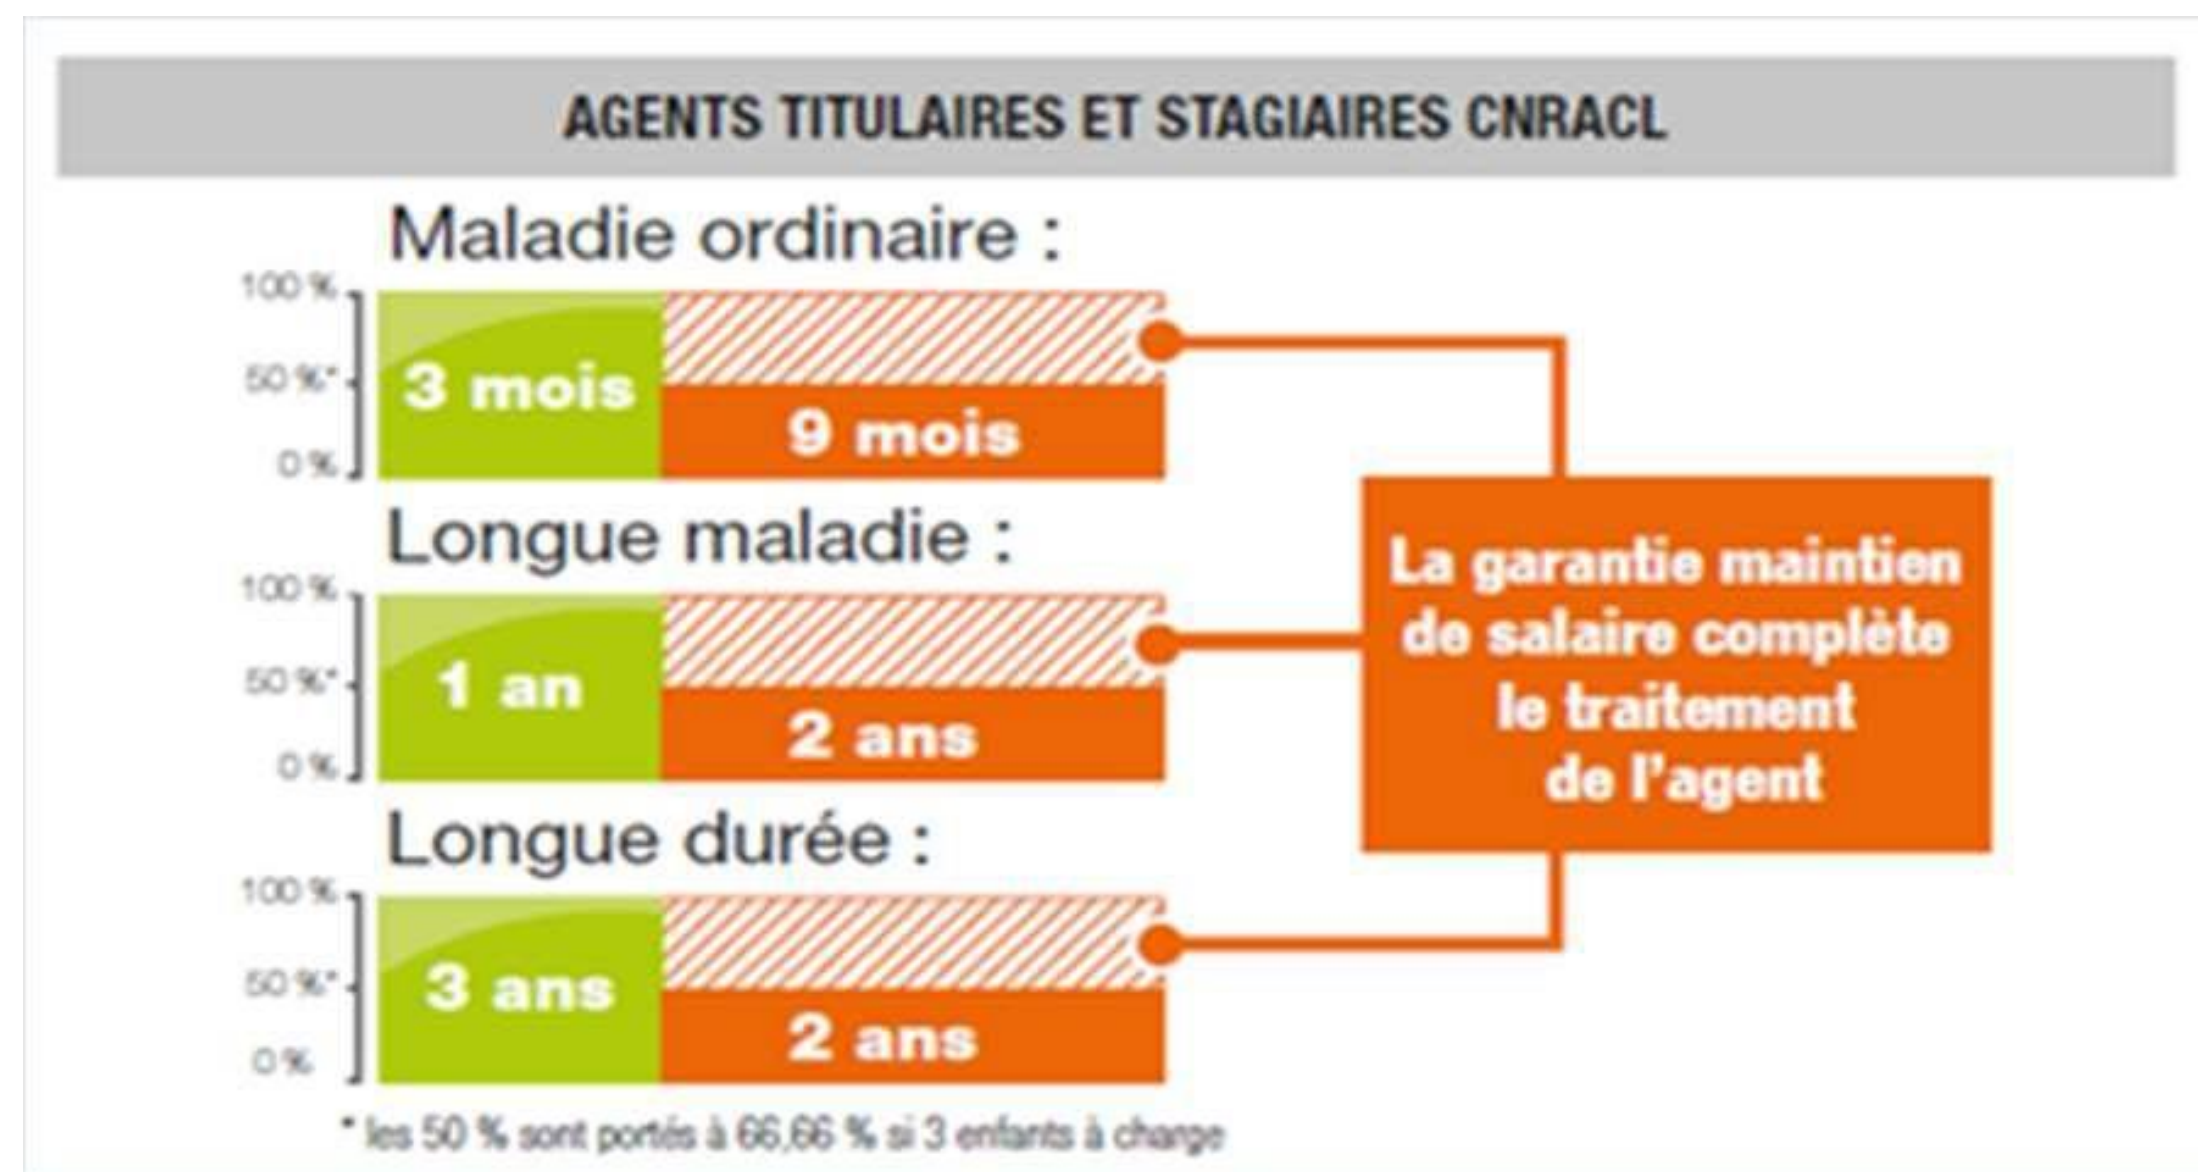 AGENTS TITULAIRES ET STAGIAIRES CNRACL
Maladie ordinaire :
100 %
50 %*
0 %
3 mois
9 mois
Longue maladie :
100 %
50 %*
0 %
1 an
2 ans
La garantie maintien
de salaire complète
le traitement
de l'agent
Longue durée :
100 %
50 %*
0 %
3 ans
2 ans
* les 50 % sont portés à 66,66 % si 3 enfants à charge